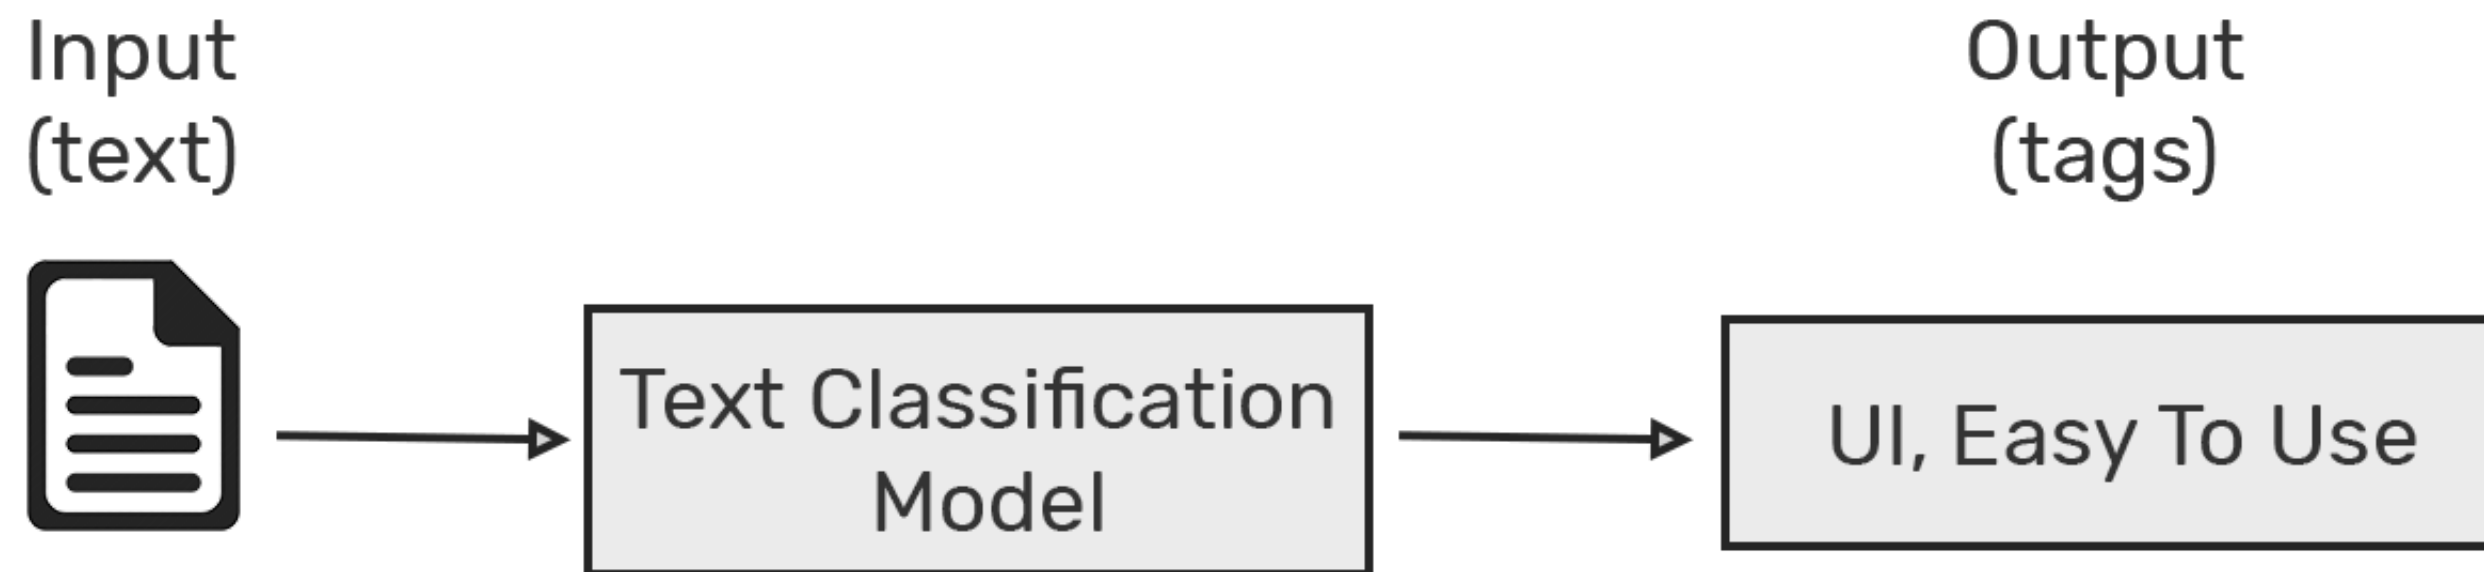 Input
(text)
Output
(tags)
Text Classification
Model
UI, Easy To Use